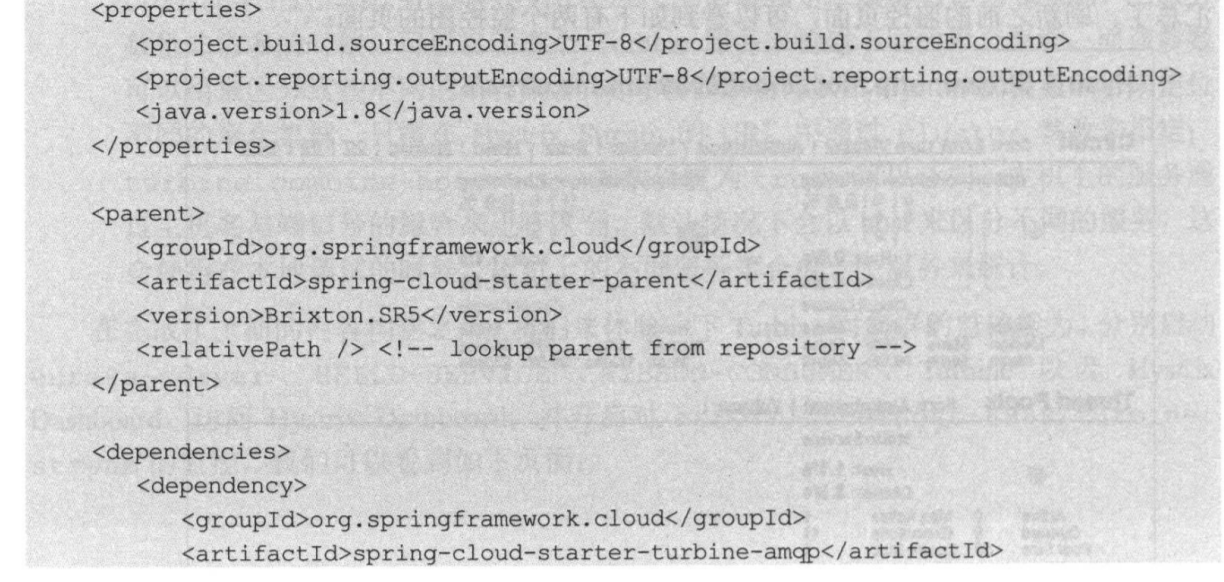 <properties>
<project.build.sourceEncoding>UTF-8</project.build.sourceEncoding>
<project.reporting.outputEncoding>UTF-8</project.reporting.outputEncoding>
<java.version>1.8</java.version>
</properties>
<parent>
<groupId>org.springframework.cloud</groupId>
<artifactId>spring-cloud-starter-parent</artifactId>
<version>Brixton.SR5</version>
<relativePath /> <!-- lookup parent from repository -->
</parent>
<dependencies>
<dependency>
<groupId>org.springframework.cloud</groupId>
<artifactId>spring-cloud-starter-turbine-amqp</artifactId>